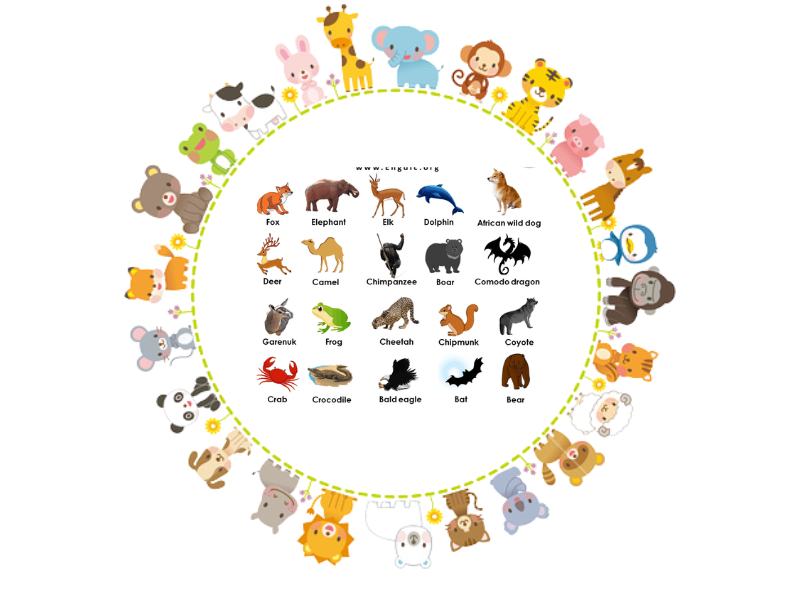 www.Engdic.org
Fox Elephant Elk Dolphin African wild dog
Deer Camel Chimpanzee Boar Comodo dragon
Garenuk Frog Cheetah Chipmunk Coyote
Crab Crocodile Bald eagle Bat Bear